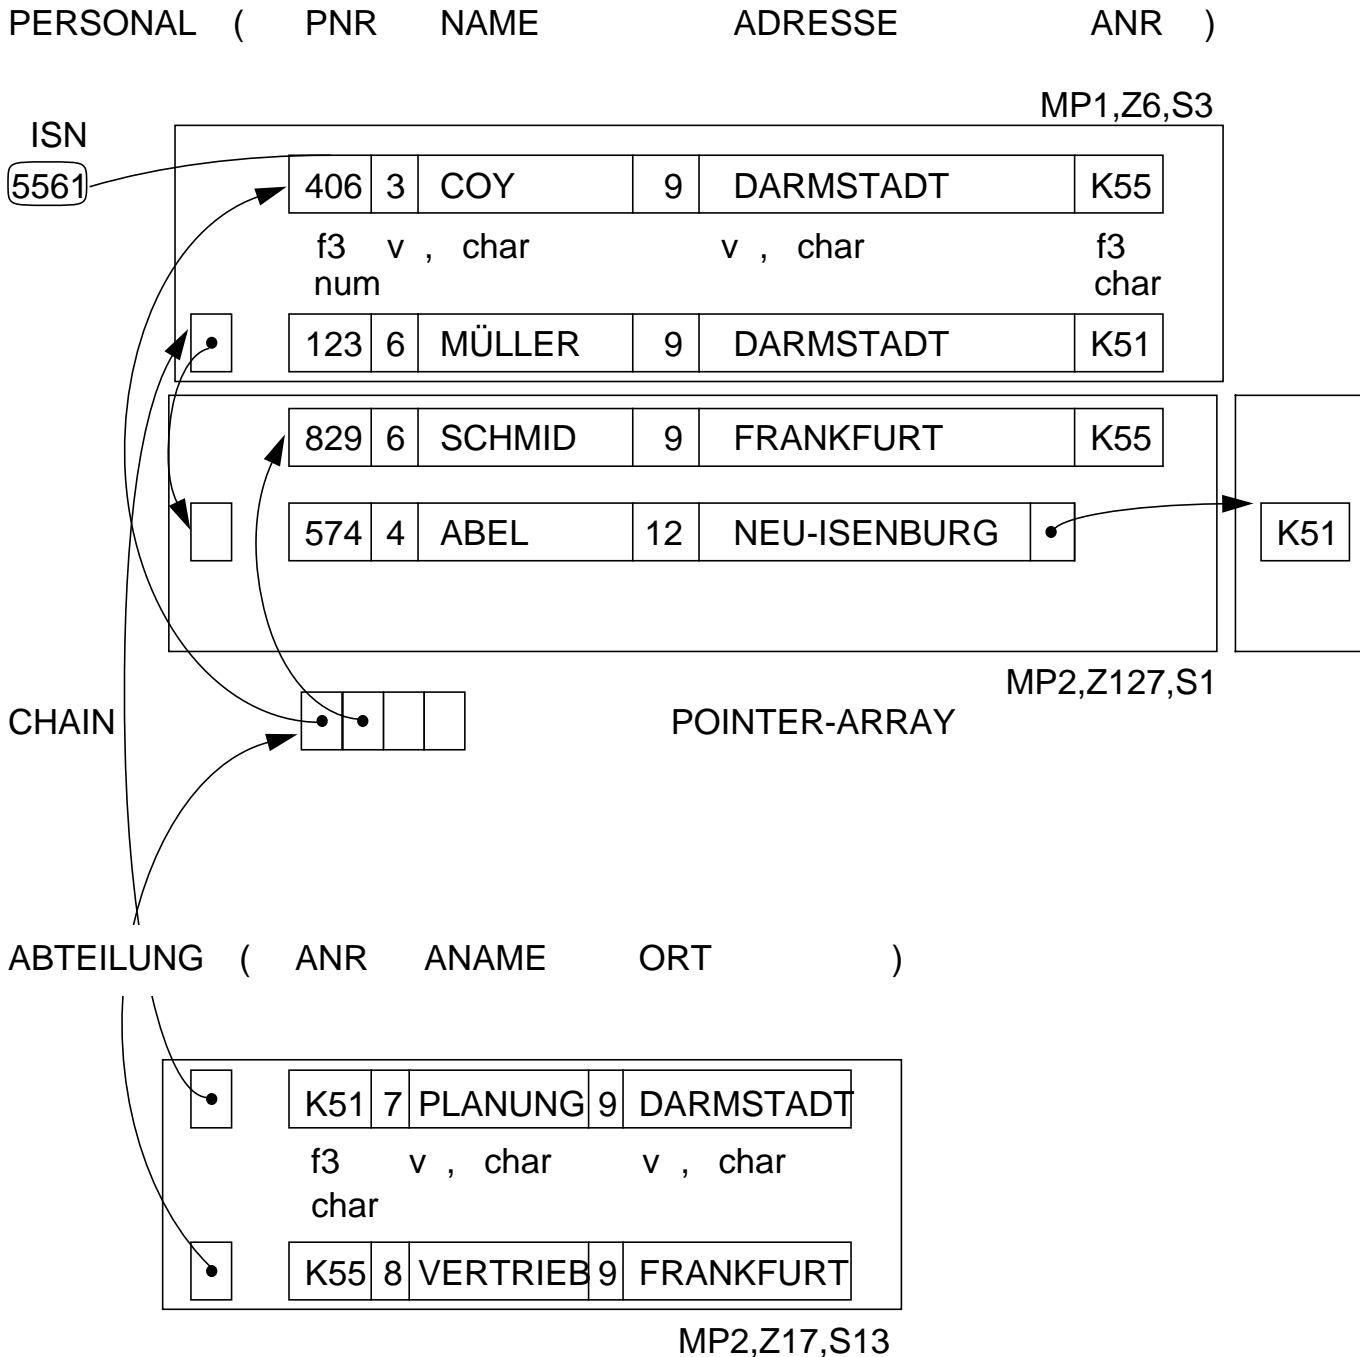 PERSONAL ( PNR NAME ADRESSE ANR )
MP1,Z6,S3
ISN
5561
406 3 COY 9 DARMSTADT K55
f3 v , char v , char f3
num char
123 6 MÜLLER 9 DARMSTADT K51
829 6 SCHMID 9 FRANKFURT K55
574 4 ABEL 12 NEU-ISENBURG K51
MP2,Z127,S1
CHAIN POINTER-ARRAY
ABTEILUNG ( ANR ANAME ORT )
K51 7 PLANUNG 9 DARMSTADT
f3 v , char v , char
char
K55 8 VERTRIEB 9 FRANKFURT
MP2,Z17,S13